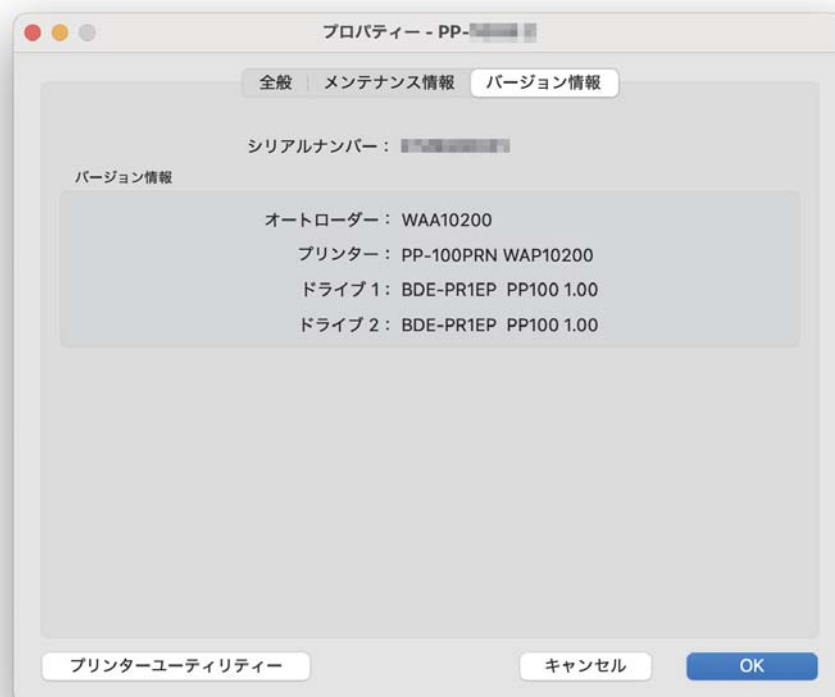 プロパティー - PP-
全般 メンテナンス情報 バージョン情報
シリアルナンバー：
バージョン情報
オートローダー： WAA10200
プリンター： PP-100PRN WAP10200
ドライブ 1： BDE-PR1EP PP100 1.00
ドライブ 2： BDE-PR1EP PP100 1.00
プリンターユーティリティー キャンセル OK